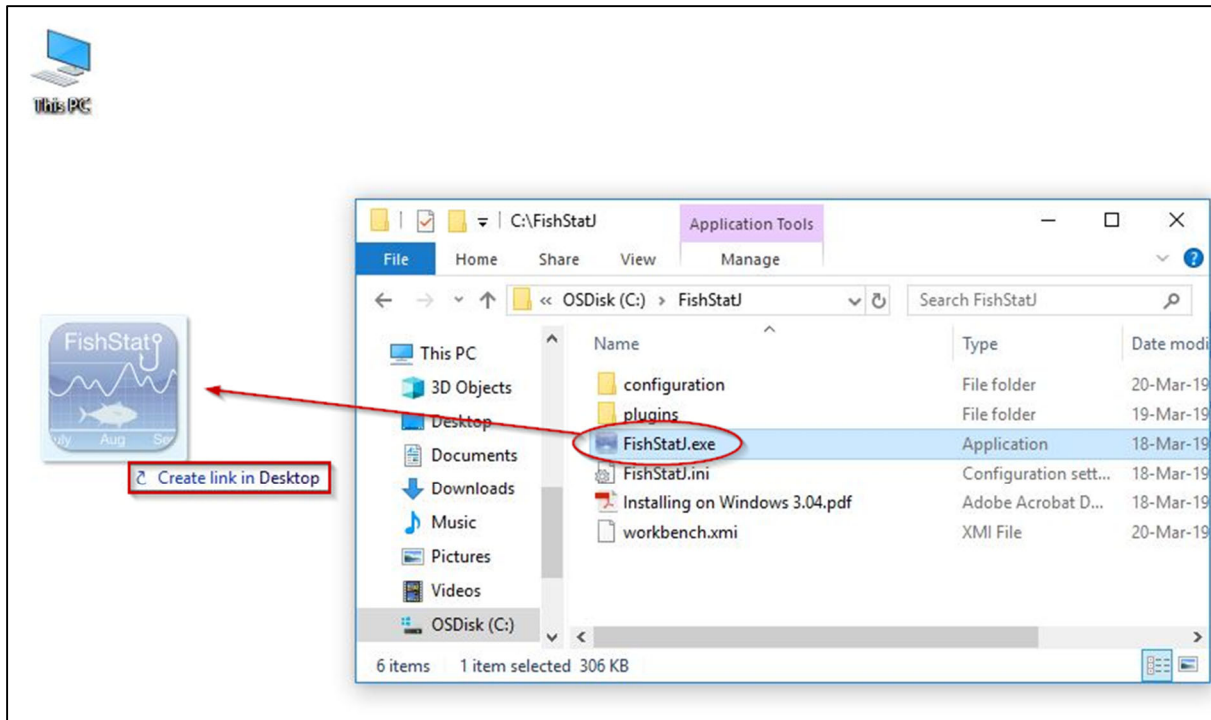 This PC
C:\FishStatJ
Application Tools
File Home Share View Manage
« OSDisk (C:) › FishStatJ
Search FishStatJ
This PC
3D Objects
Desktop
Documents
Downloads
Music
Pictures
Videos
OSDisk (C:)
Name Type Date modi
configuration File folder 20-Mar-19
plugins File folder 19-Mar-19
FishStatJ.exe Application 18-Mar-19
FishStatJ.ini Configuration sett... 18-Mar-19
Installing on Windows 3.04.pdf Adobe Acrobat D... 18-Mar-19
workbench.xmi XMI File 20-Mar-19
6 items 1 item selected 306 KB
FishStatJ
July Aug Se
Create link in Desktop